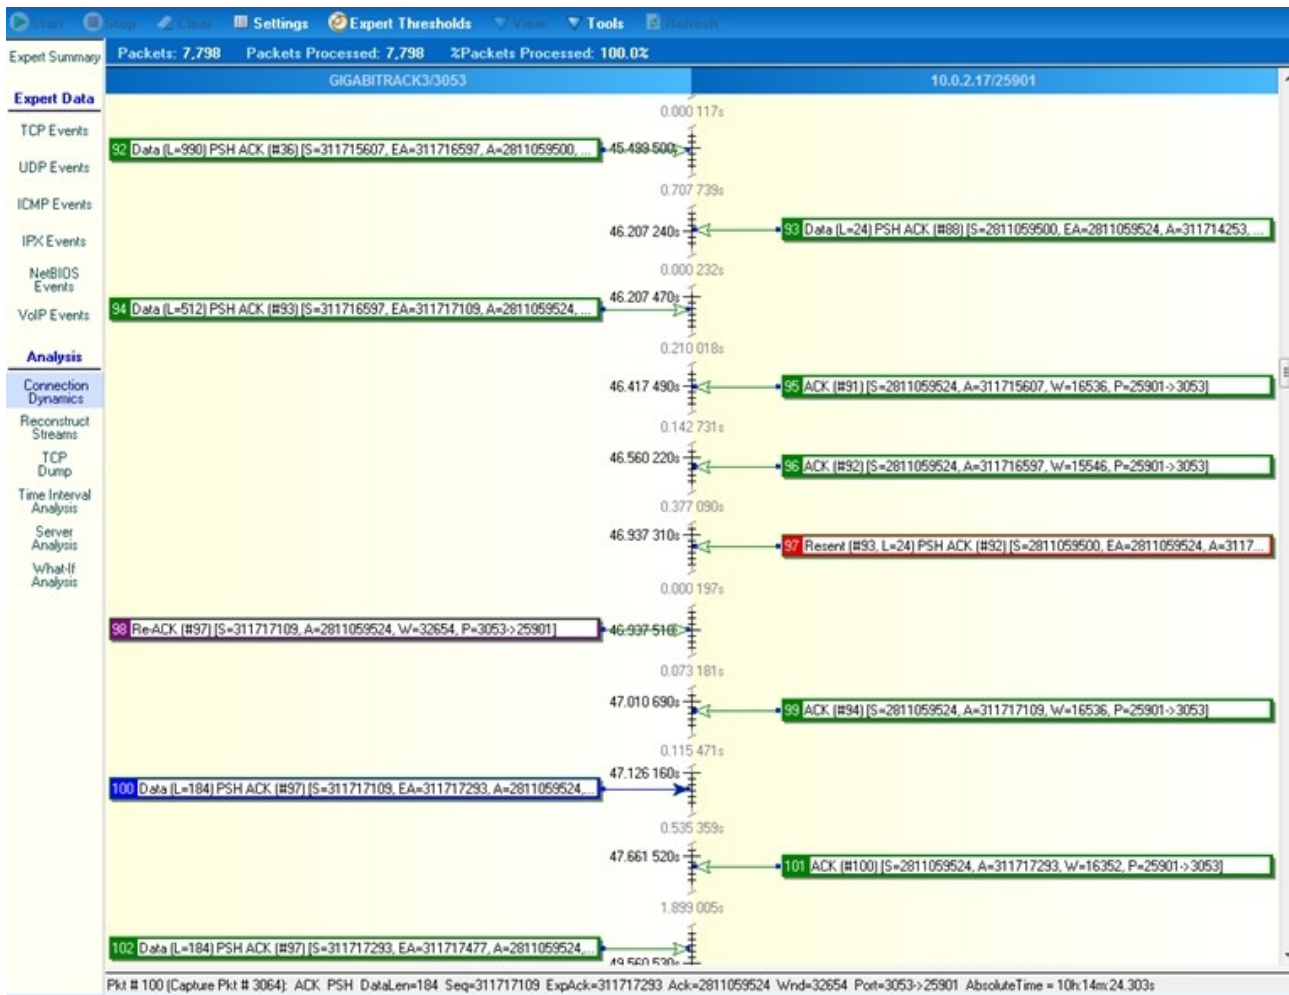 Start Stop Clear Settings Expert Thresholds View Tools Refresh
Expert Summary
Packets: 7,798 Packets Processed: 7,798 %Packets Processed: 100.0%
GIGABITRACK3/3053 10.0.2.17/25901
Expert Data
TCP Events
UDP Events
ICMP Events
IPX Events
NetBIOS
Events
VoIP Events
Analysis
Connection
Dynamics
Reconstruct
Streams
TCP
Dump
Time Interval
Analysis
Server
Analysis
What-If
Analysis
0.000 117s
92 Data (L=990) PSH ACK (#36) [S=311715607, EA=311716597, A=2811059500, ... 45.499 500s
0.707 739s
46.207 240s 93 Data (L=24) PSH ACK (#88) [S=2811059500, EA=2811059524, A=311714253, ...
0.000 232s
94 Data (L=512) PSH ACK (#93) [S=311716597, EA=311717109, A=2811059524, ... 46.207 470s
0.210 018s
46.417 490s 95 ACK (#91) [S=2811059524, A=311715607, W=16536, P=25901->3053]
0.142 731s
46.560 220s 96 ACK (#92) [S=2811059524, A=311716597, W=15546, P=25901->3053]
0.377 090s
46.937 310s 97 Resent (#93, L=24) PSH ACK (#92) [S=2811059500, EA=2811059524, A=3117...
0.000 197s
98 Re-ACK (#97) [S=311717109, A=2811059524, W=32654, P=3053->25901] 46.937 510s
0.073 181s
47.010 690s 99 ACK (#94) [S=2811059524, A=311717109, W=16536, P=25901->3053]
0.115 471s
100 Data (L=184) PSH ACK (#97) [S=311717109, EA=311717293, A=2811059524,... 47.126 160s
0.535 359s
47.661 520s 101 ACK (#100) [S=2811059524, A=311717293, W=16352, P=25901->3053]
1.899 005s
102 Data (L=184) PSH ACK (#97) [S=311717293, EA=311717477, A=2811059524,... 49.560 530s
Pkt # 100 (Capture Pkt # 3064): ACK PSH DataLen=184 Seq=311717109 ExpAck=311717293 Ack=2811059524 Wnd=32654 Port=3053->25901 AbsoluteTime = 10h:14m:24.303s